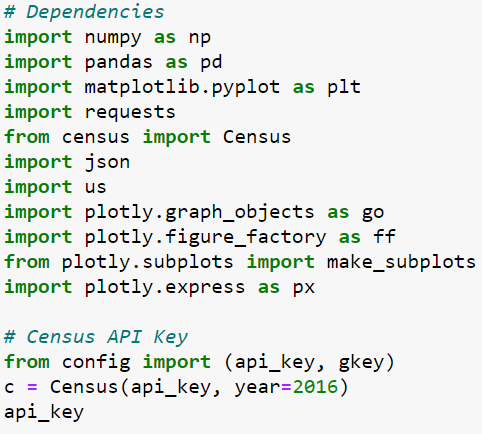 # Dependencies
import numpy as np
import pandas as pd
import matplotlib.pyplot as plt
import requests
from census import Census
import json
import us
import plotly.graph_objects as go
import plotly.figure_factory as ff
from plotly.subplots import make_subplots
import plotly.express as px
# Census API Key
from config import (api_key, gkey)
c = Census(api_key, year=2016)
api_key